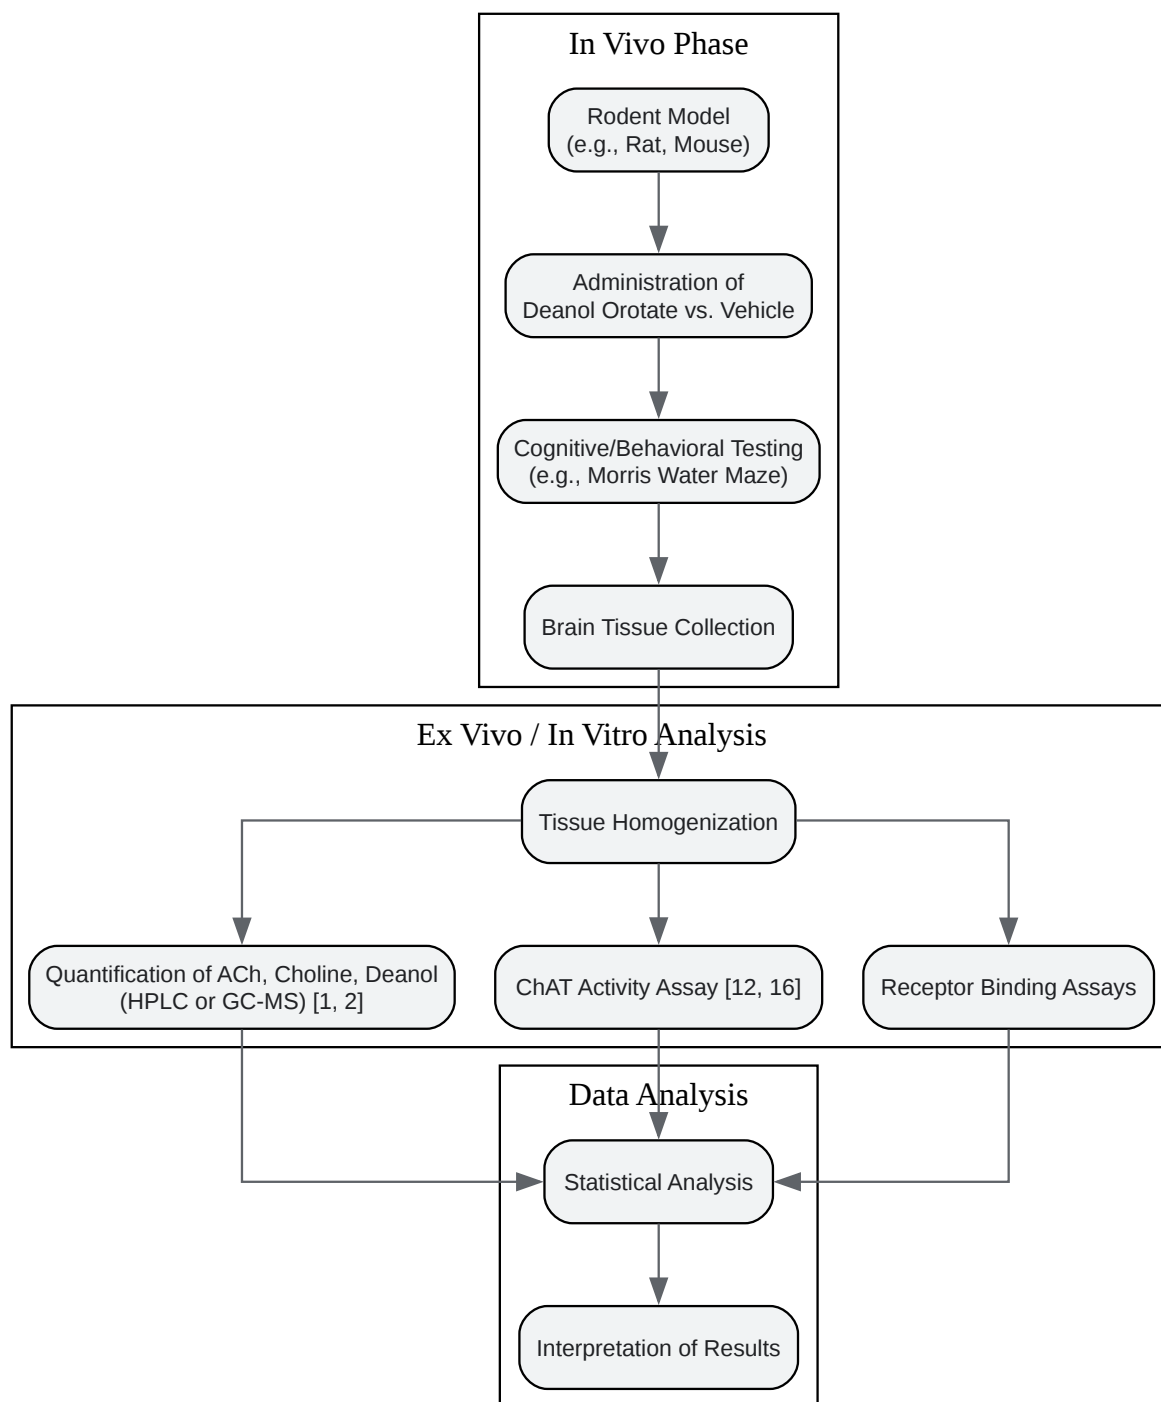 In Vivo Phase
Rodent Model
(e.g., Rat, Mouse)
Administration of
Deanol Orotate vs. Vehicle
Cognitive/Behavioral Testing
(e.g., Morris Water Maze)
Brain Tissue Collection
Ex Vivo / In Vitro Analysis
Tissue Homogenization
Quantification of ACh, Choline, Deanol
(HPLC or GC-MS) [1, 2]
ChAT Activity Assay [12, 16]
Receptor Binding Assays
Data Analysis
Statistical Analysis
Interpretation of Results